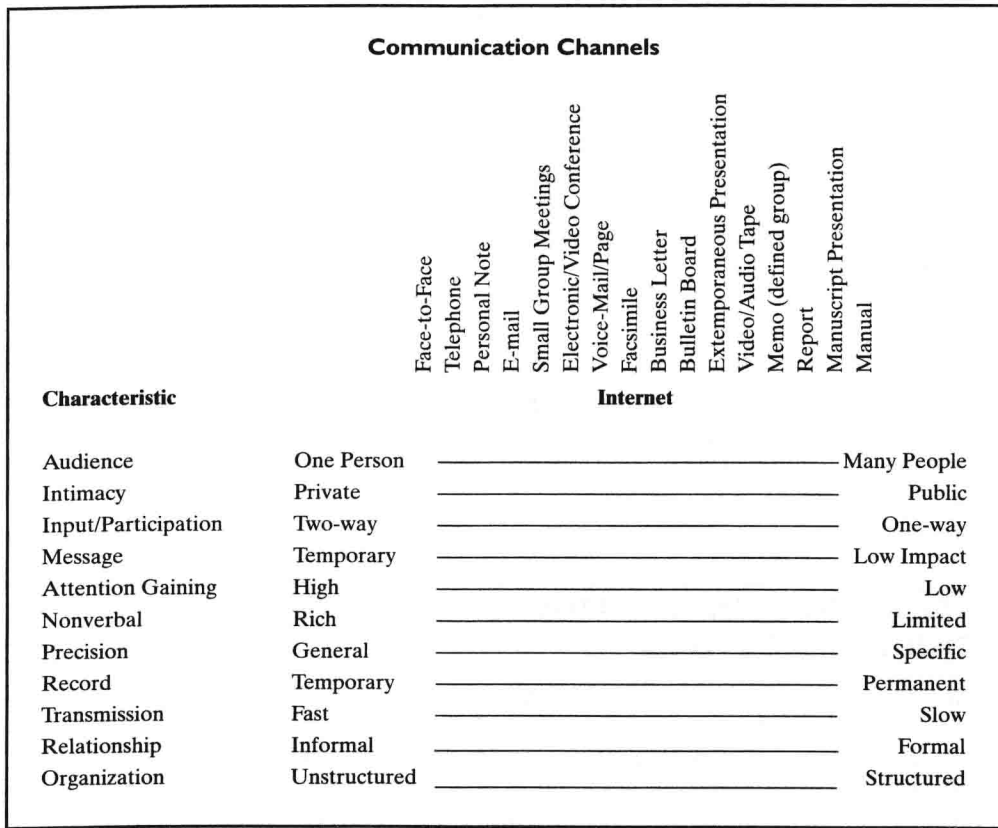 Communication Channels
Face-to-Face
Telephone
Personal Note
E-mail
Small Group Meetings
Electronic/Video Conference
Voice-Mail/Page
Facsimile
Business Letter
Bulletin Board
Extemporaneous Presentation
Video/Audio Tape
Memo (defined group)
Report
Manuscript Presentation
Manual
Characteristic Internet
Audience One Person Many People
Intimacy Private Public
Input/Participation Two-way One-way
Message Temporary Low Impact
Attention Gaining High Low
Nonverbal Rich Limited
Precision General Specific
Record Temporary Permanent
Transmission Fast Slow
Relationship Informal Formal
Organization Unstructured Structured